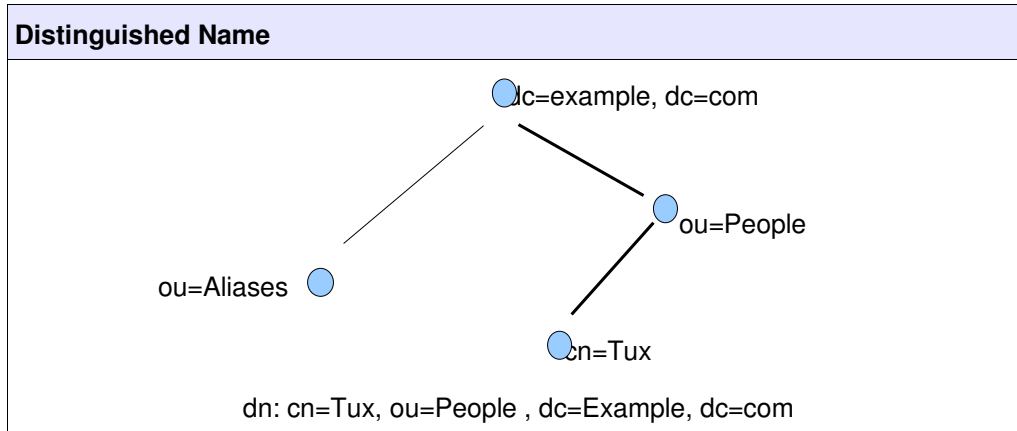 Distinguished Name
dc=example, dc=com
ou=People
ou=Aliases
cn=Tux
dn: cn=Tux, ou=People , dc=Example, dc=com